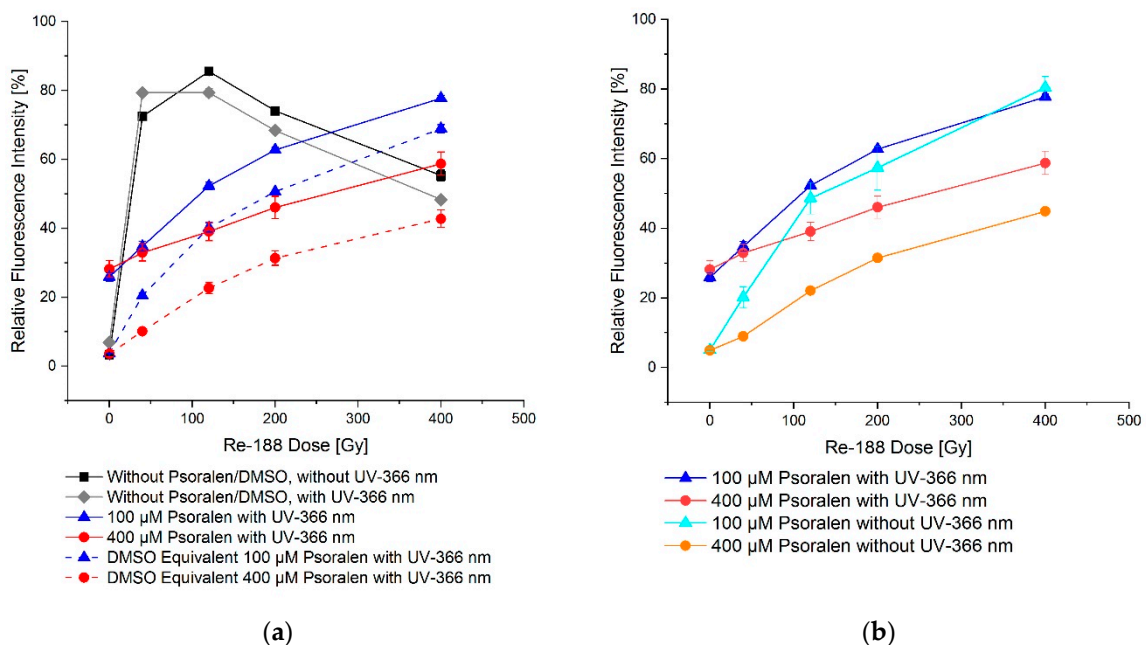 100
80
60
40
20
0
Relative Fluorescence Intensity [%]
0 100 200 300 400 500
Re-188 Dose [Gy]
Without Psoralen/DMSO, without UV-366 nm
Without Psoralen/DMSO, with UV-366 nm
100 µM Psoralen with UV-366 nm
400 µM Psoralen with UV-366 nm
DMSO Equivalent 100 µM Psoralen with UV-366 nm
DMSO Equivalent 400 µM Psoralen with UV-366 nm
(a)
100
80
60
40
20
0
Relative Fluorescence Intensity [%]
0 100 200 300 400 500
Re-188 Dose [Gy]
100 µM Psoralen with UV-366 nm
400 µM Psoralen with UV-366 nm
100 µM Psoralen without UV-366 nm
400 µM Psoralen without UV-366 nm
(b)